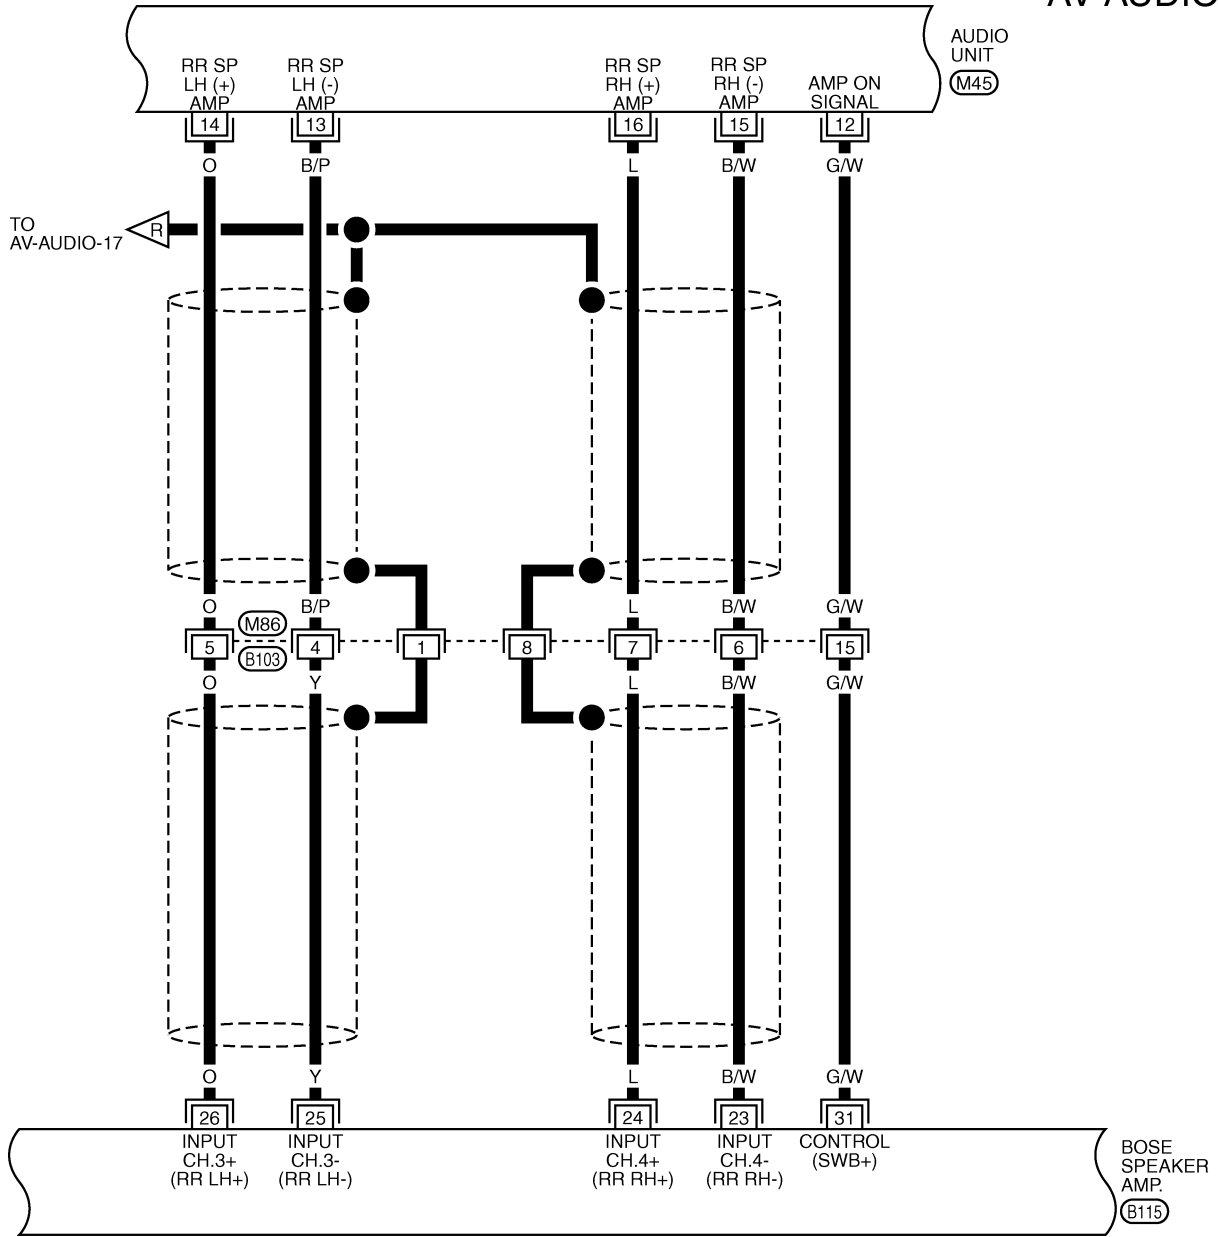 AV-AUDIO
AUDIO
UNIT
M45
RR SP
LH (+)
AMP
RR SP
LH (-)
AMP
RR SP
RH (+)
AMP
RR SP
RH (-)
AMP
AMP ON
SIGNAL
14 13 16 15 12
O B/P L B/W G/W
TO
AV-AUDIO-17
R
O B/P L B/W G/W
M86
5 4 1 8 7 6 15
B103
O Y L B/W G/W
O Y L B/W G/W
26 25 24 23 31
INPUT
CH.3+
(RR LH+)
INPUT
CH.3-
(RR LH-)
INPUT
CH.4+
(RR RH+)
INPUT
CH.4-
(RR RH-)
CONTROL
(SWB+)
BOSE
SPEAKER
AMP.
B115